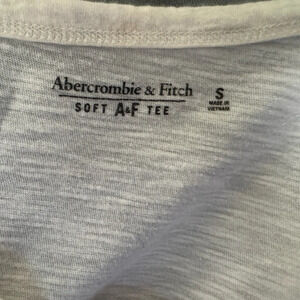 Abercrombie & Fitch
SOFT A&F TEE
S
MADE IN
VIETNAM